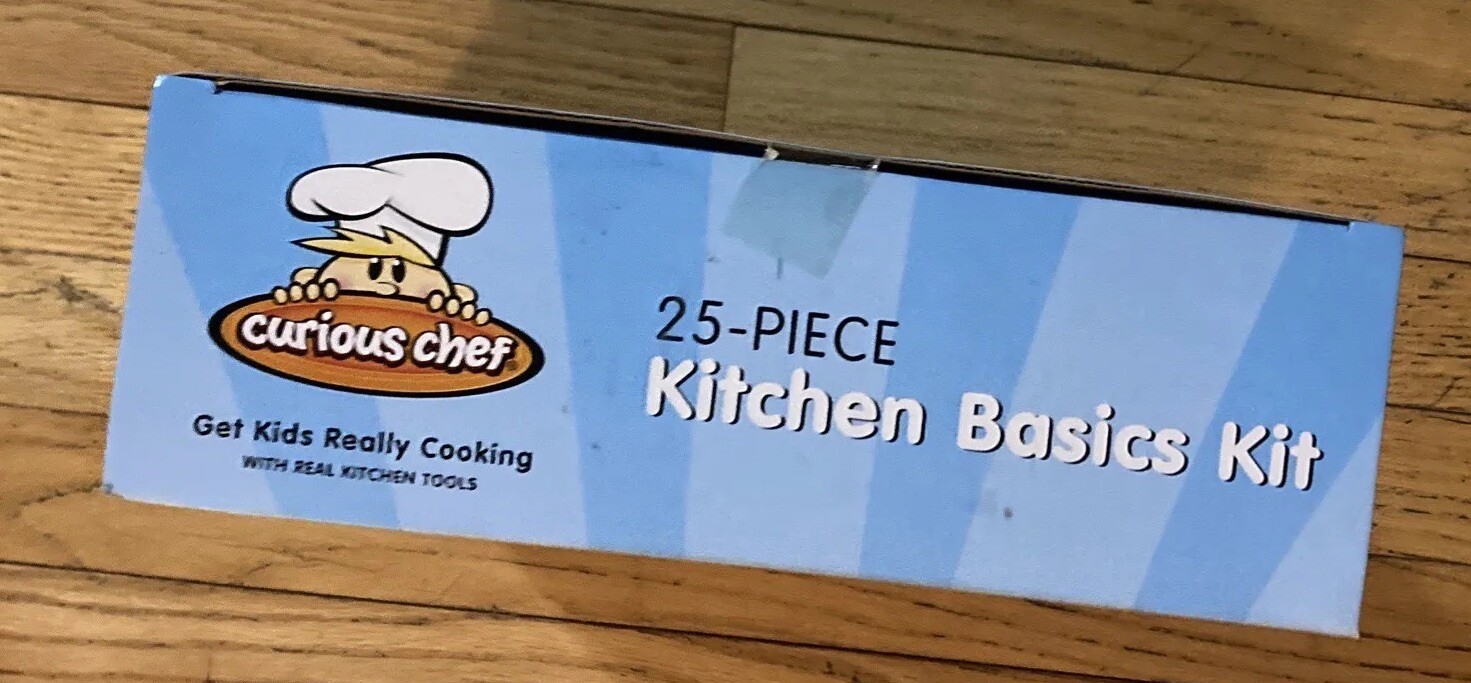 curious chef
Get Kids Really Cooking
WITH REAL KITCHEN TOOLS
25-PIECE
Kitchen Basics Kit